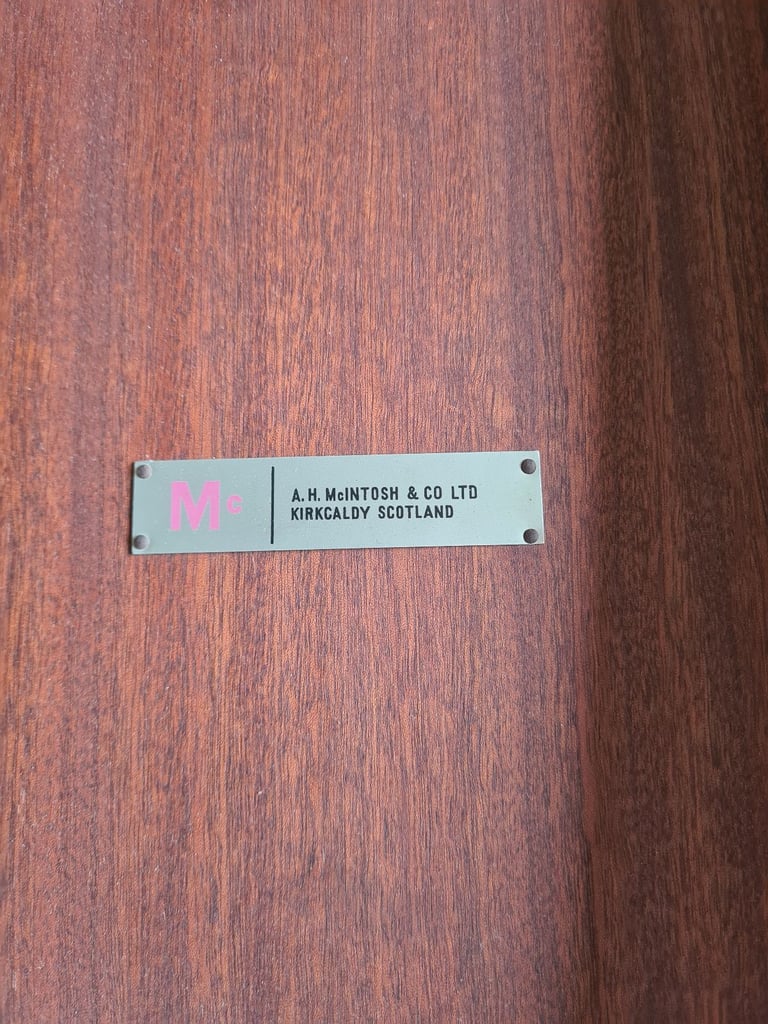 Mc
A.H. McINTOSH & CO LTD
KIRKCALDY SCOTLAND